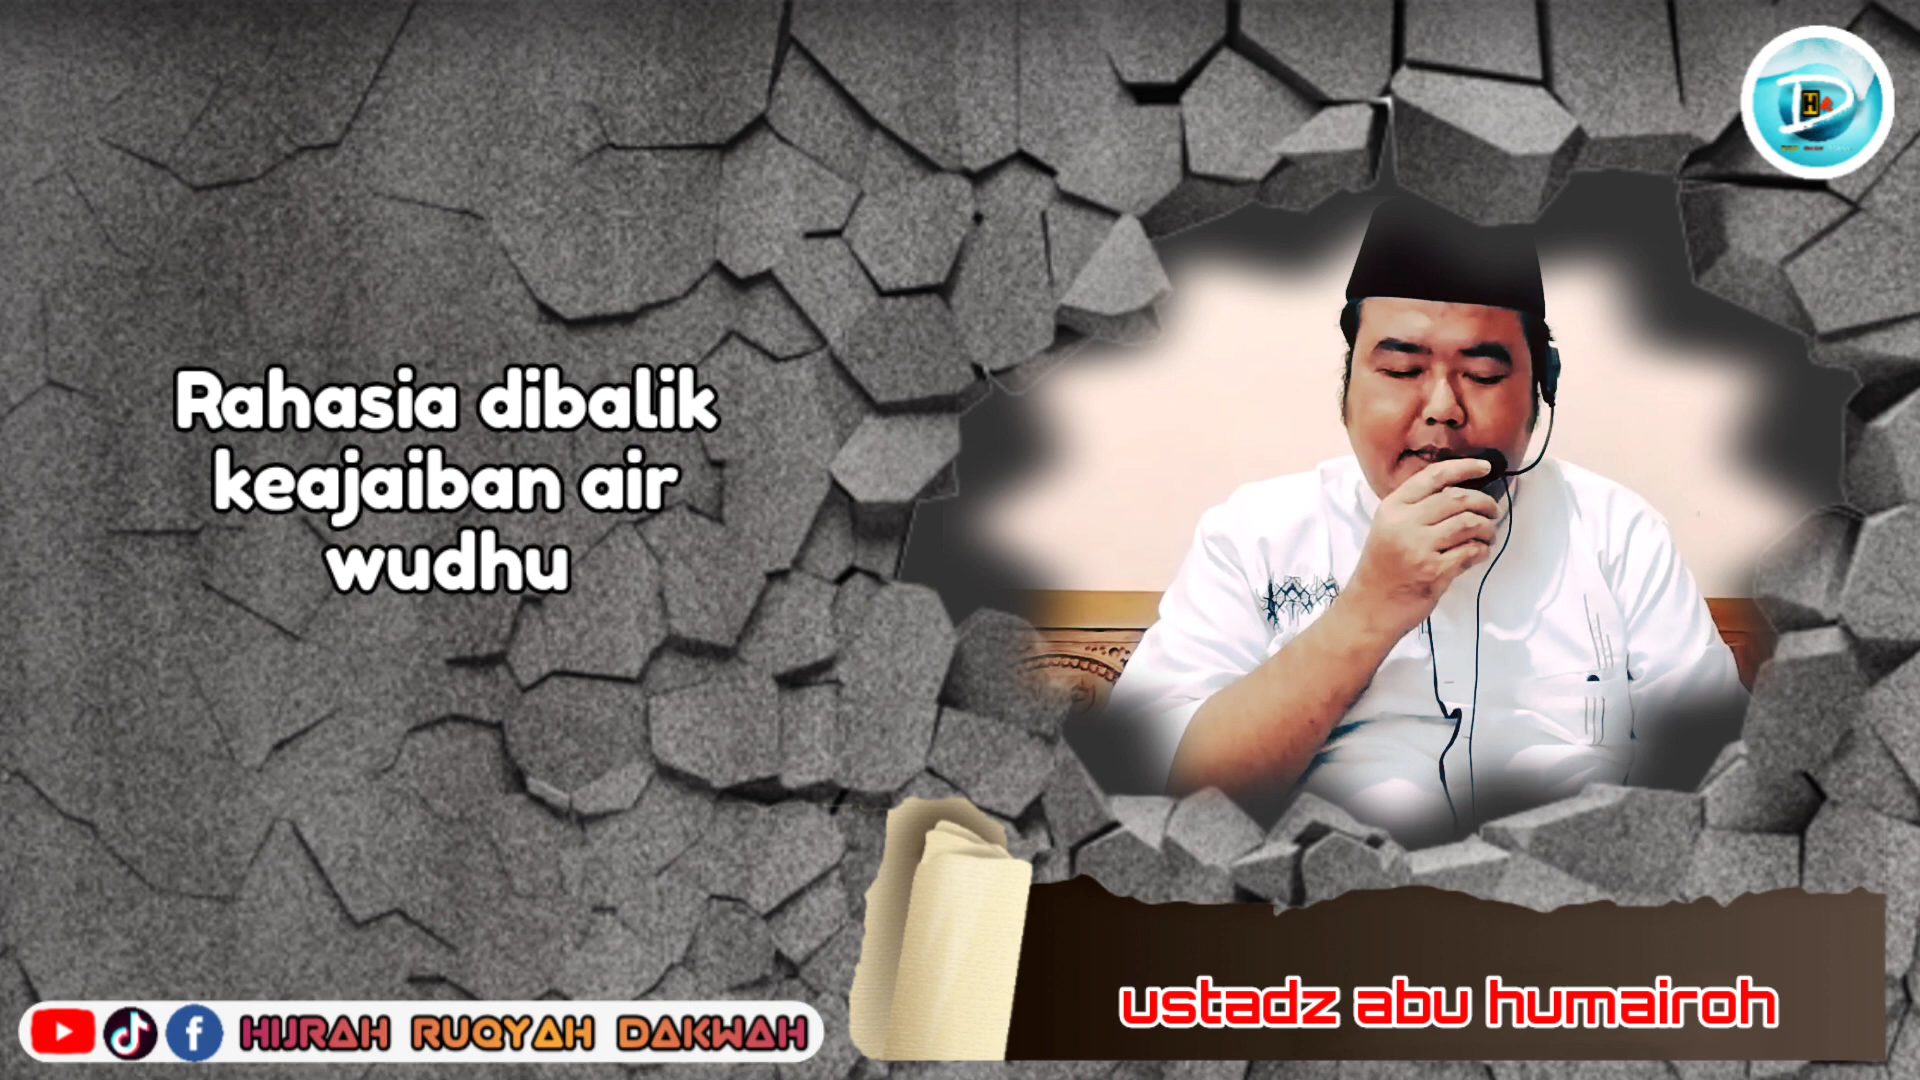 Rahasia dibalik
keajaiban air
wudhu
ustadz abu humairoh
HIJRAH RUQYAH DAKWAH